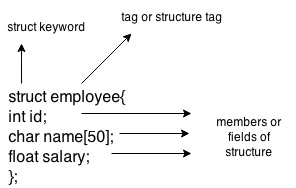 struct keyword
tag or structure tag
struct employee{
int id;
char name[50];
float salary;
};
members or
fields of
structure